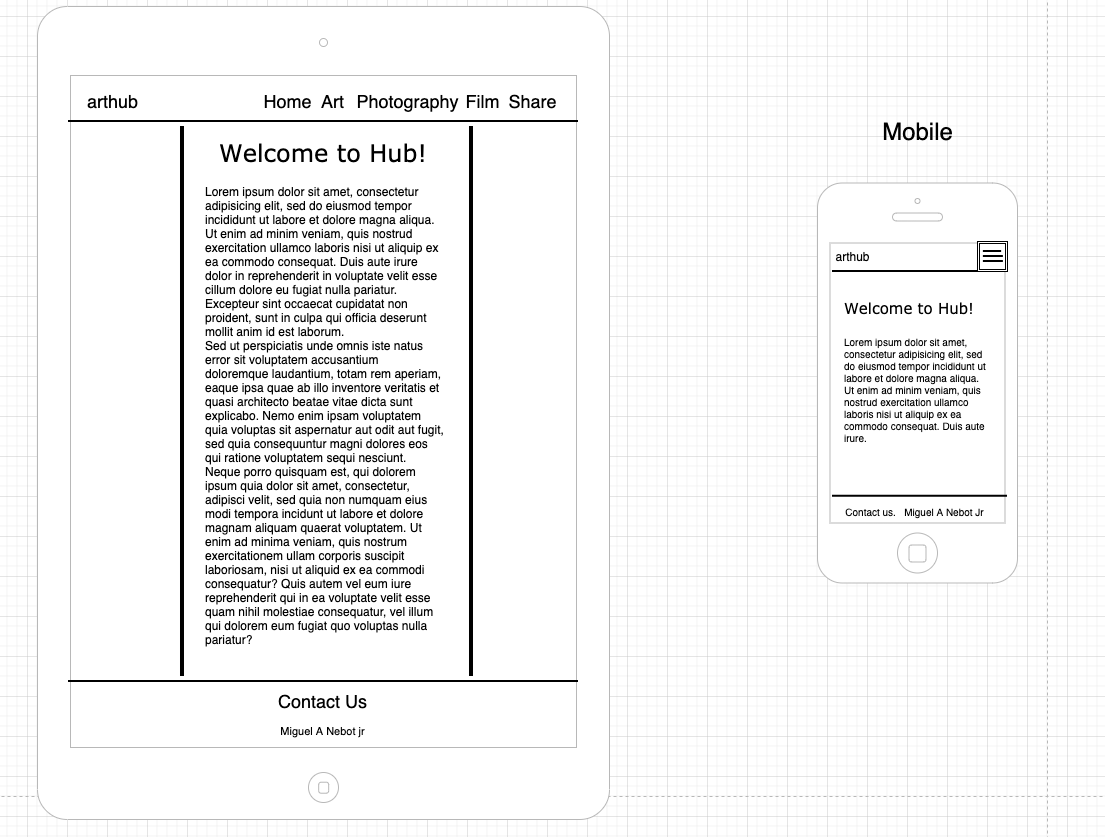 arthub
Home Art Photography Film Share
Welcome to Hub!
Lorem ipsum dolor sit amet, consectetur
adipisicing elit, sed do eiusmod tempor
incididunt ut labore et dolore magna aliqua.
Ut enim ad minim veniam, quis nostrud
exercitation ullamco laboris nisi ut aliquip ex
ea commodo consequat. Duis aute irure
dolor in reprehenderit in voluptate velit esse
cillum dolore eu fugiat nulla pariatur.
Excepteur sint occaecat cupidatat non
proident, sunt in culpa qui officia deserunt
mollit anim id est laborum.
Sed ut perspiciatis unde omnis iste natus
error sit voluptatem accusantium
doloremque laudantium, totam rem aperiam,
eaque ipsa quae ab illo inventore veritatis et
quasi architecto beatae vitae dicta sunt
explicabo. Nemo enim ipsam voluptatem
quia voluptas sit aspernatur aut odit aut fugit,
sed quia consequuntur magni dolores eos
qui ratione voluptatem sequi nesciunt.
Neque porro quisquam est, qui dolorem
ipsum quia dolor sit amet, consectetur,
adipisci velit, sed quia non numquam eius
modi tempora incidunt ut labore et dolore
magnam aliquam quaerat voluptatem. Ut
enim ad minima veniam, quis nostrum
exercitationem ullam corporis suscipit
laboriosam, nisi ut aliquid ex ea commodi
consequatur? Quis autem vel eum iure
reprehenderit qui in ea voluptate velit esse
quam nihil molestiae consequatur, vel illum
qui dolorem eum fugiat quo voluptas nulla
pariatur?
Contact Us
Miguel A Nebot jr
Mobile
arthub
Welcome to Hub!
Lorem ipsum dolor sit amet,
consectetur adipisicing elit, sed
do eiusmod tempor incididunt ut
labore et dolore magna aliqua.
Ut enim ad minim veniam, quis
nostrud exercitation ullamco
laboris nisi ut aliquip ex ea
commodo consequat. Duis aute
irure.
Contact us. Miguel A Nebot Jr